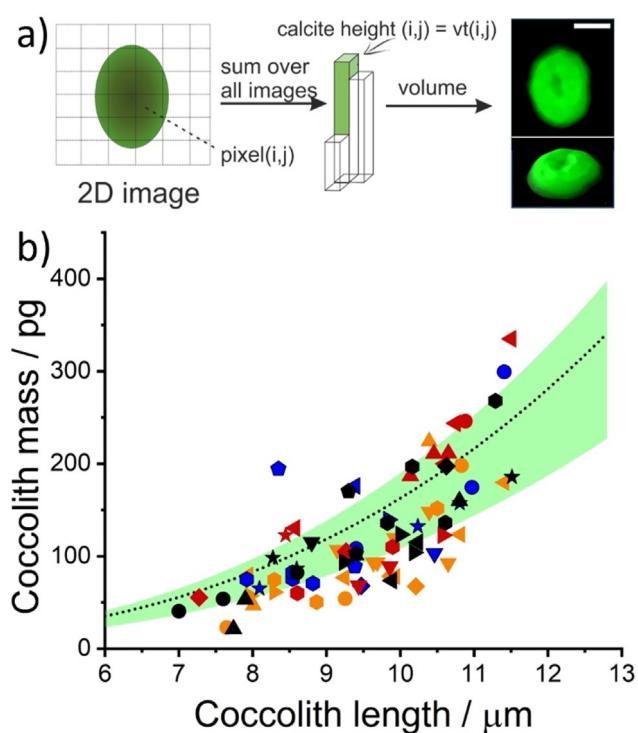 a)
calcite height (i,j) = vt(i,j)
sum over
all images
volume
pixel(i,j)
2D image
b)
Coccolith mass / pg
400
300
200
100
0
6 7 8 9 10 11 12 13
Coccolith length / μm